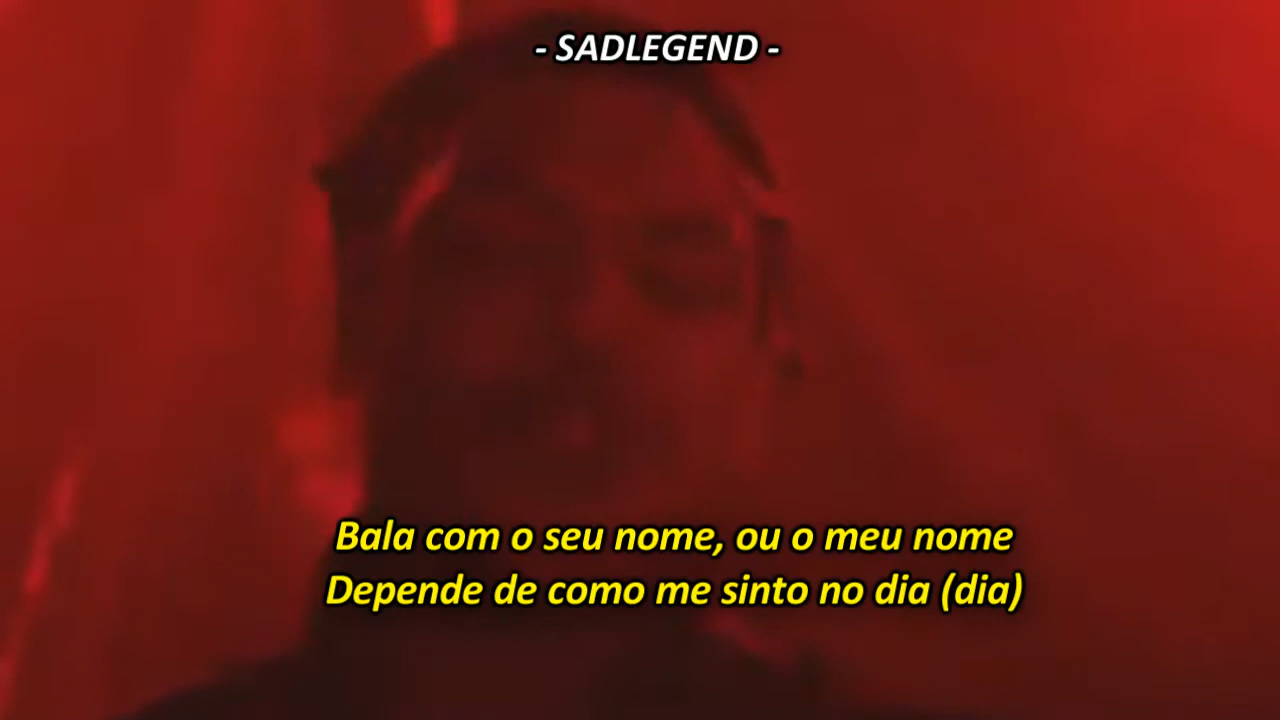 - SADLEGEND -
Bala com o seu nome, ou o meu nome
Depende de como me sinto no dia (dia)